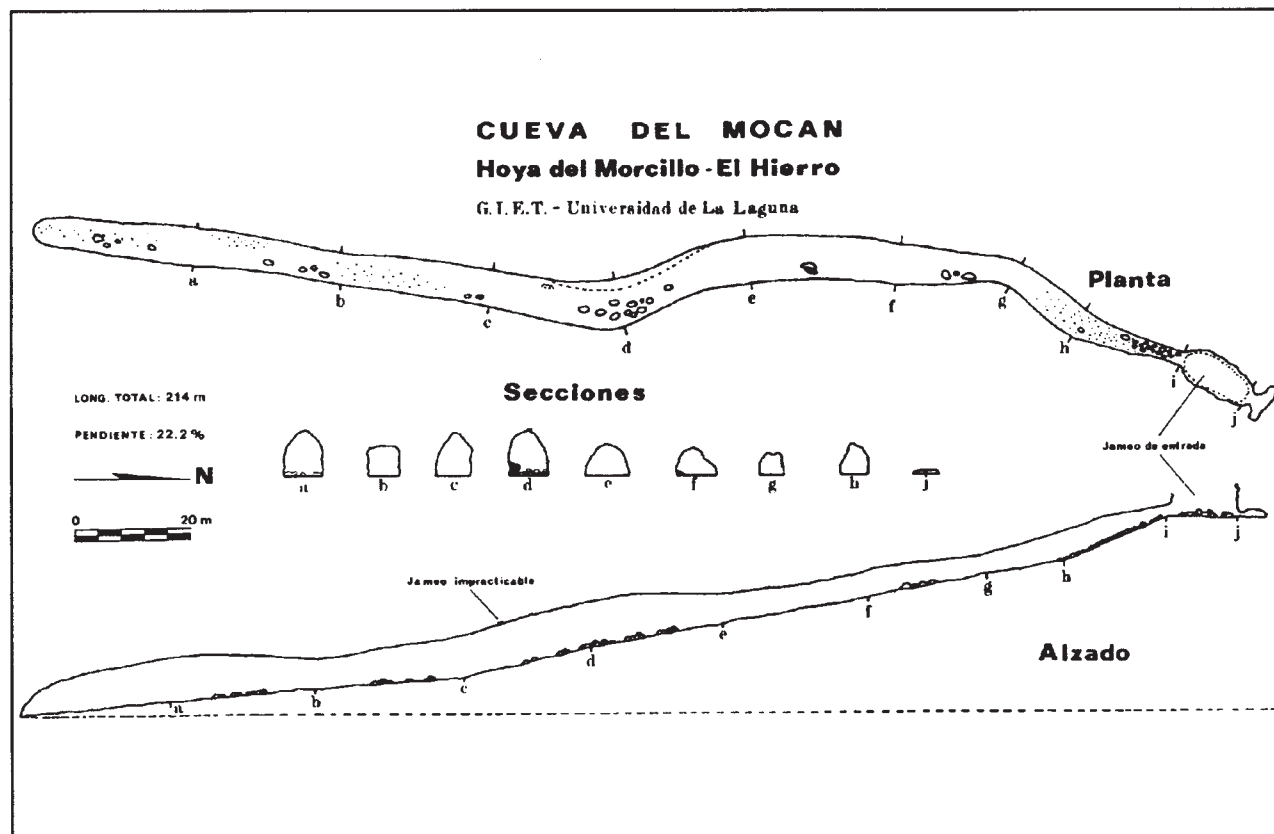 CUEVA DEL MOCAN
Hoya del Morcillo - El Hierro
G.I.E.T. - Universidad de La Laguna
a
b
c
d
e
f
g
h
i
j
Planta
Jameo de entrada
Secciones
LONG. TOTAL: 214 m
PENDIENTE: 22.2 %
N
0 20 m
a b c d e f g h j
Jameo impracticable
a b c d e f g h i j
Alzado